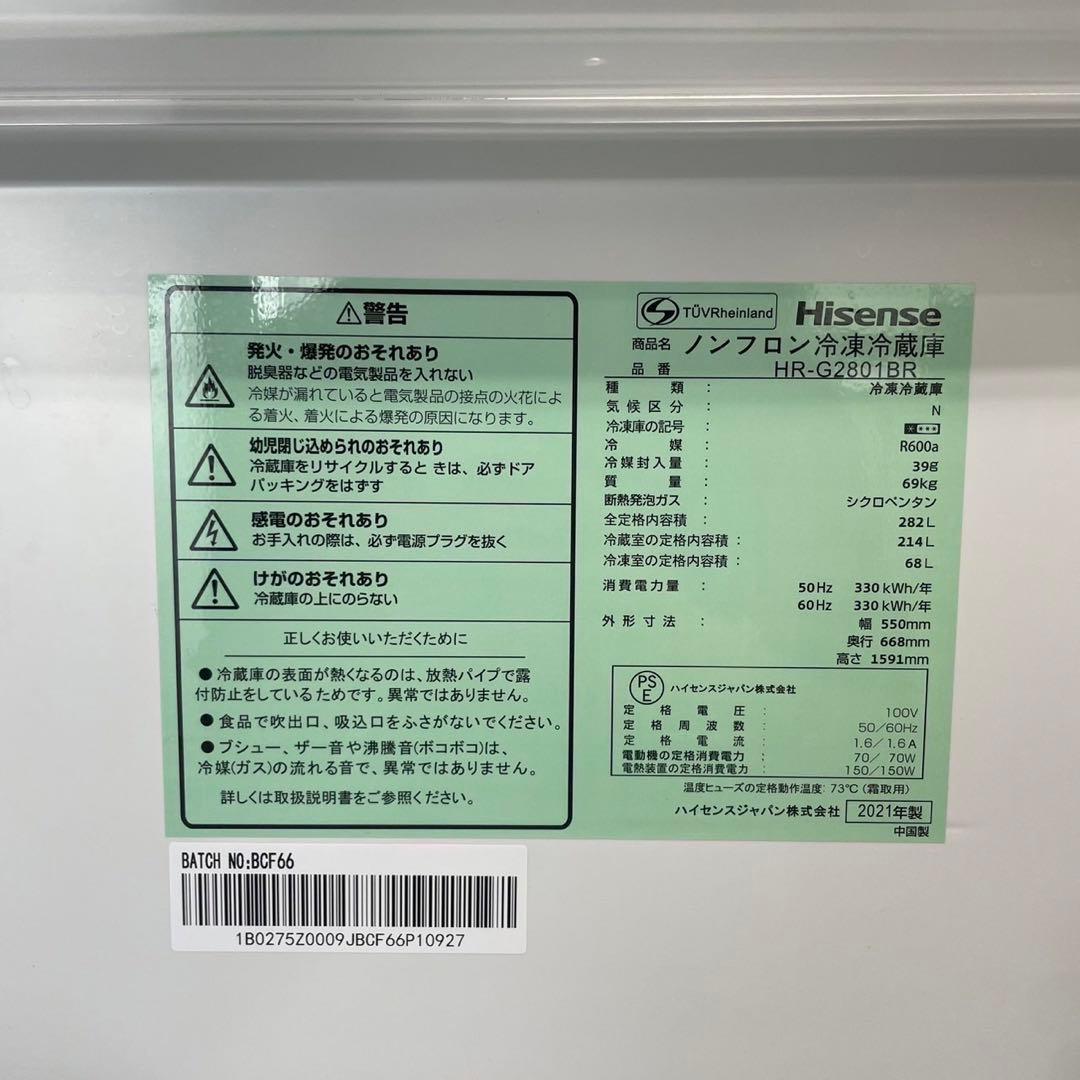 ⚠警告
発火・爆発のおそれあり
脱臭器などの電気製品を入れない
冷媒が漏れていると電気製品の接点の火花によ
る着火、着火による爆発の原因になります。
幼児閉じ込められのおそれあり
冷蔵庫をリサイクルすると きは、必ずドア
パッキングをはずす
感電のおそれあり
お手入れの際は、必ず電源プラグを抜く
けがのおそれあり
冷蔵庫の上にのらない
正しくお使いいただくために
●冷蔵庫の表面が熱くなるのは、放熱パイプで露
付防止をしているためです。異常ではありません。
●食品で吹出口、吸込口をふさがないでください。
●ブシュー、ザー音や沸騰音(ボコボコ)は、
冷媒(ガス)の流れる音で、異常ではありません。
詳しくは取扱説明書をご参照ください。
TÜVRheinland Hisense
商品名 ノンフロン冷凍冷蔵庫
品番 HR-G2801BR
種類: 冷凍冷蔵庫
気候区分: N
冷凍庫の記号: ****
冷媒: R600a
冷媒封入量: 39g
質量: 69kg
断熱発泡ガス: シクロペンタン
全定格内容積: 282L
冷蔵室の定格内容積: 214L
冷凍室の定格内容積: 68L
消費電力量: 50Hz 330kWh/年
60Hz 330kWh/年
外形寸法: 幅 550mm
奥行 668mm
高さ 1591mm
PSE ハイセンスジャパン株式会社
定格電圧: 100V
定格周波数: 50/60Hz
定格電流: 1.6/1.6A
電動機の定格消費電力: 70/70W
電熱装置の定格消費電力: 150/150W
温度ヒューズの定格動作温度: 73℃(霜取用)
ハイセンスジャパン株式会社 2021年製
中国製
BATCH NO:BCF66
1B0275Z0009JBCF66P10927